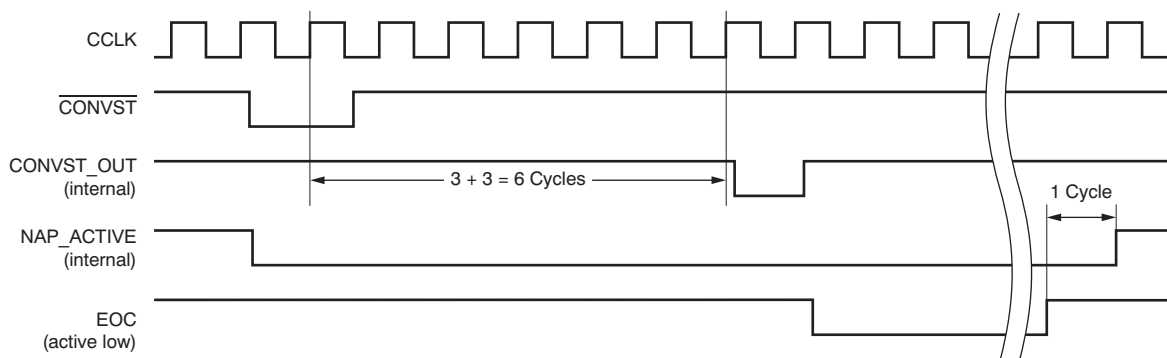 CCLK
CONVST
CONVST_OUT
(internal)
3 + 3 = 6 Cycles
1 Cycle
NAP_ACTIVE
(internal)
EOC
(active low)